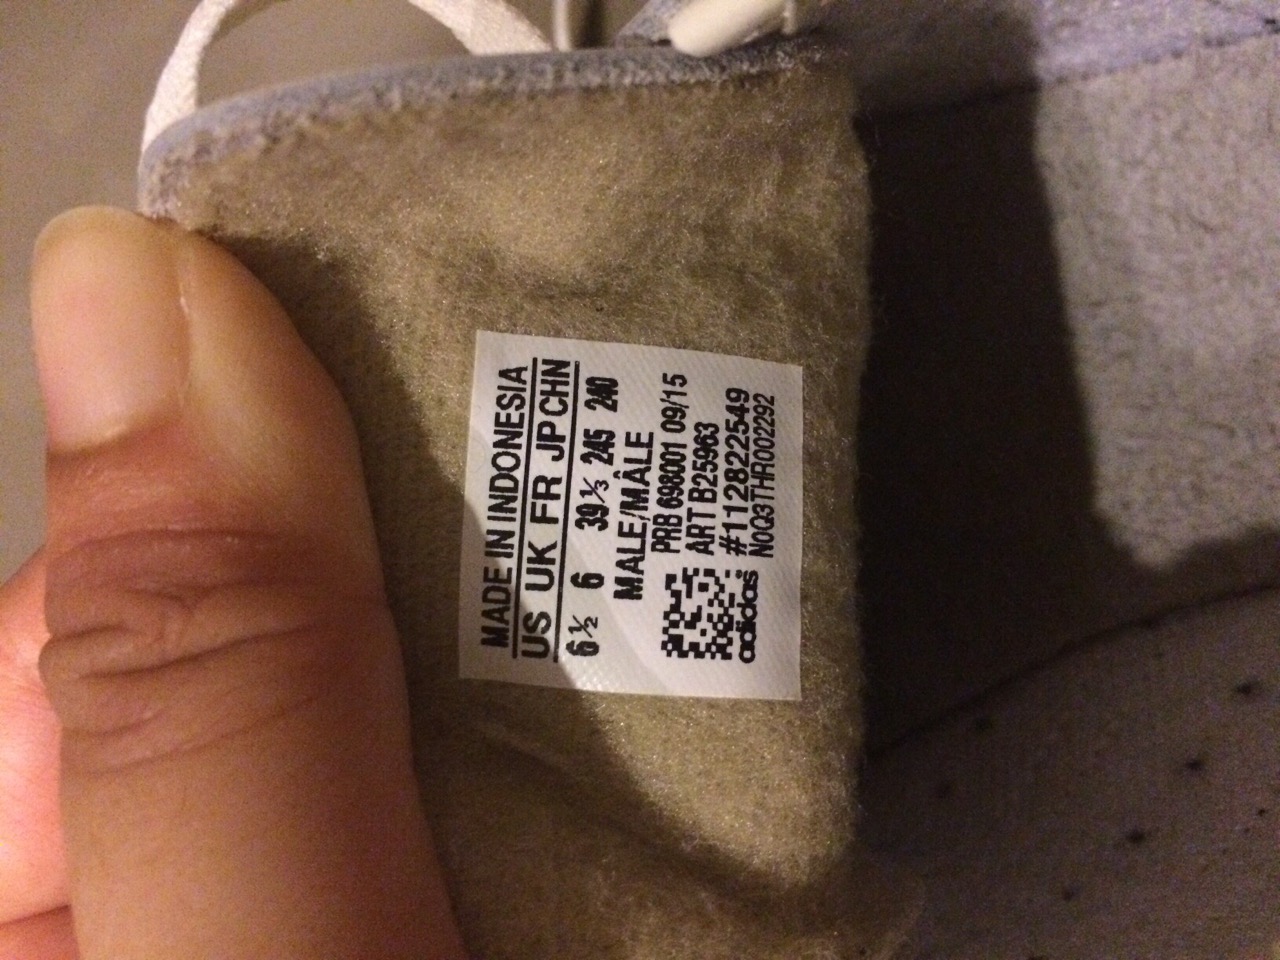 MADE IN INDONESIA
US UK FR JP CHN
6½ 6 39⅓ 245 240
MALE/MÂLE
PRB 698001 09/15
ART B25963
#1128222549
N0Q3THR002292
adidas